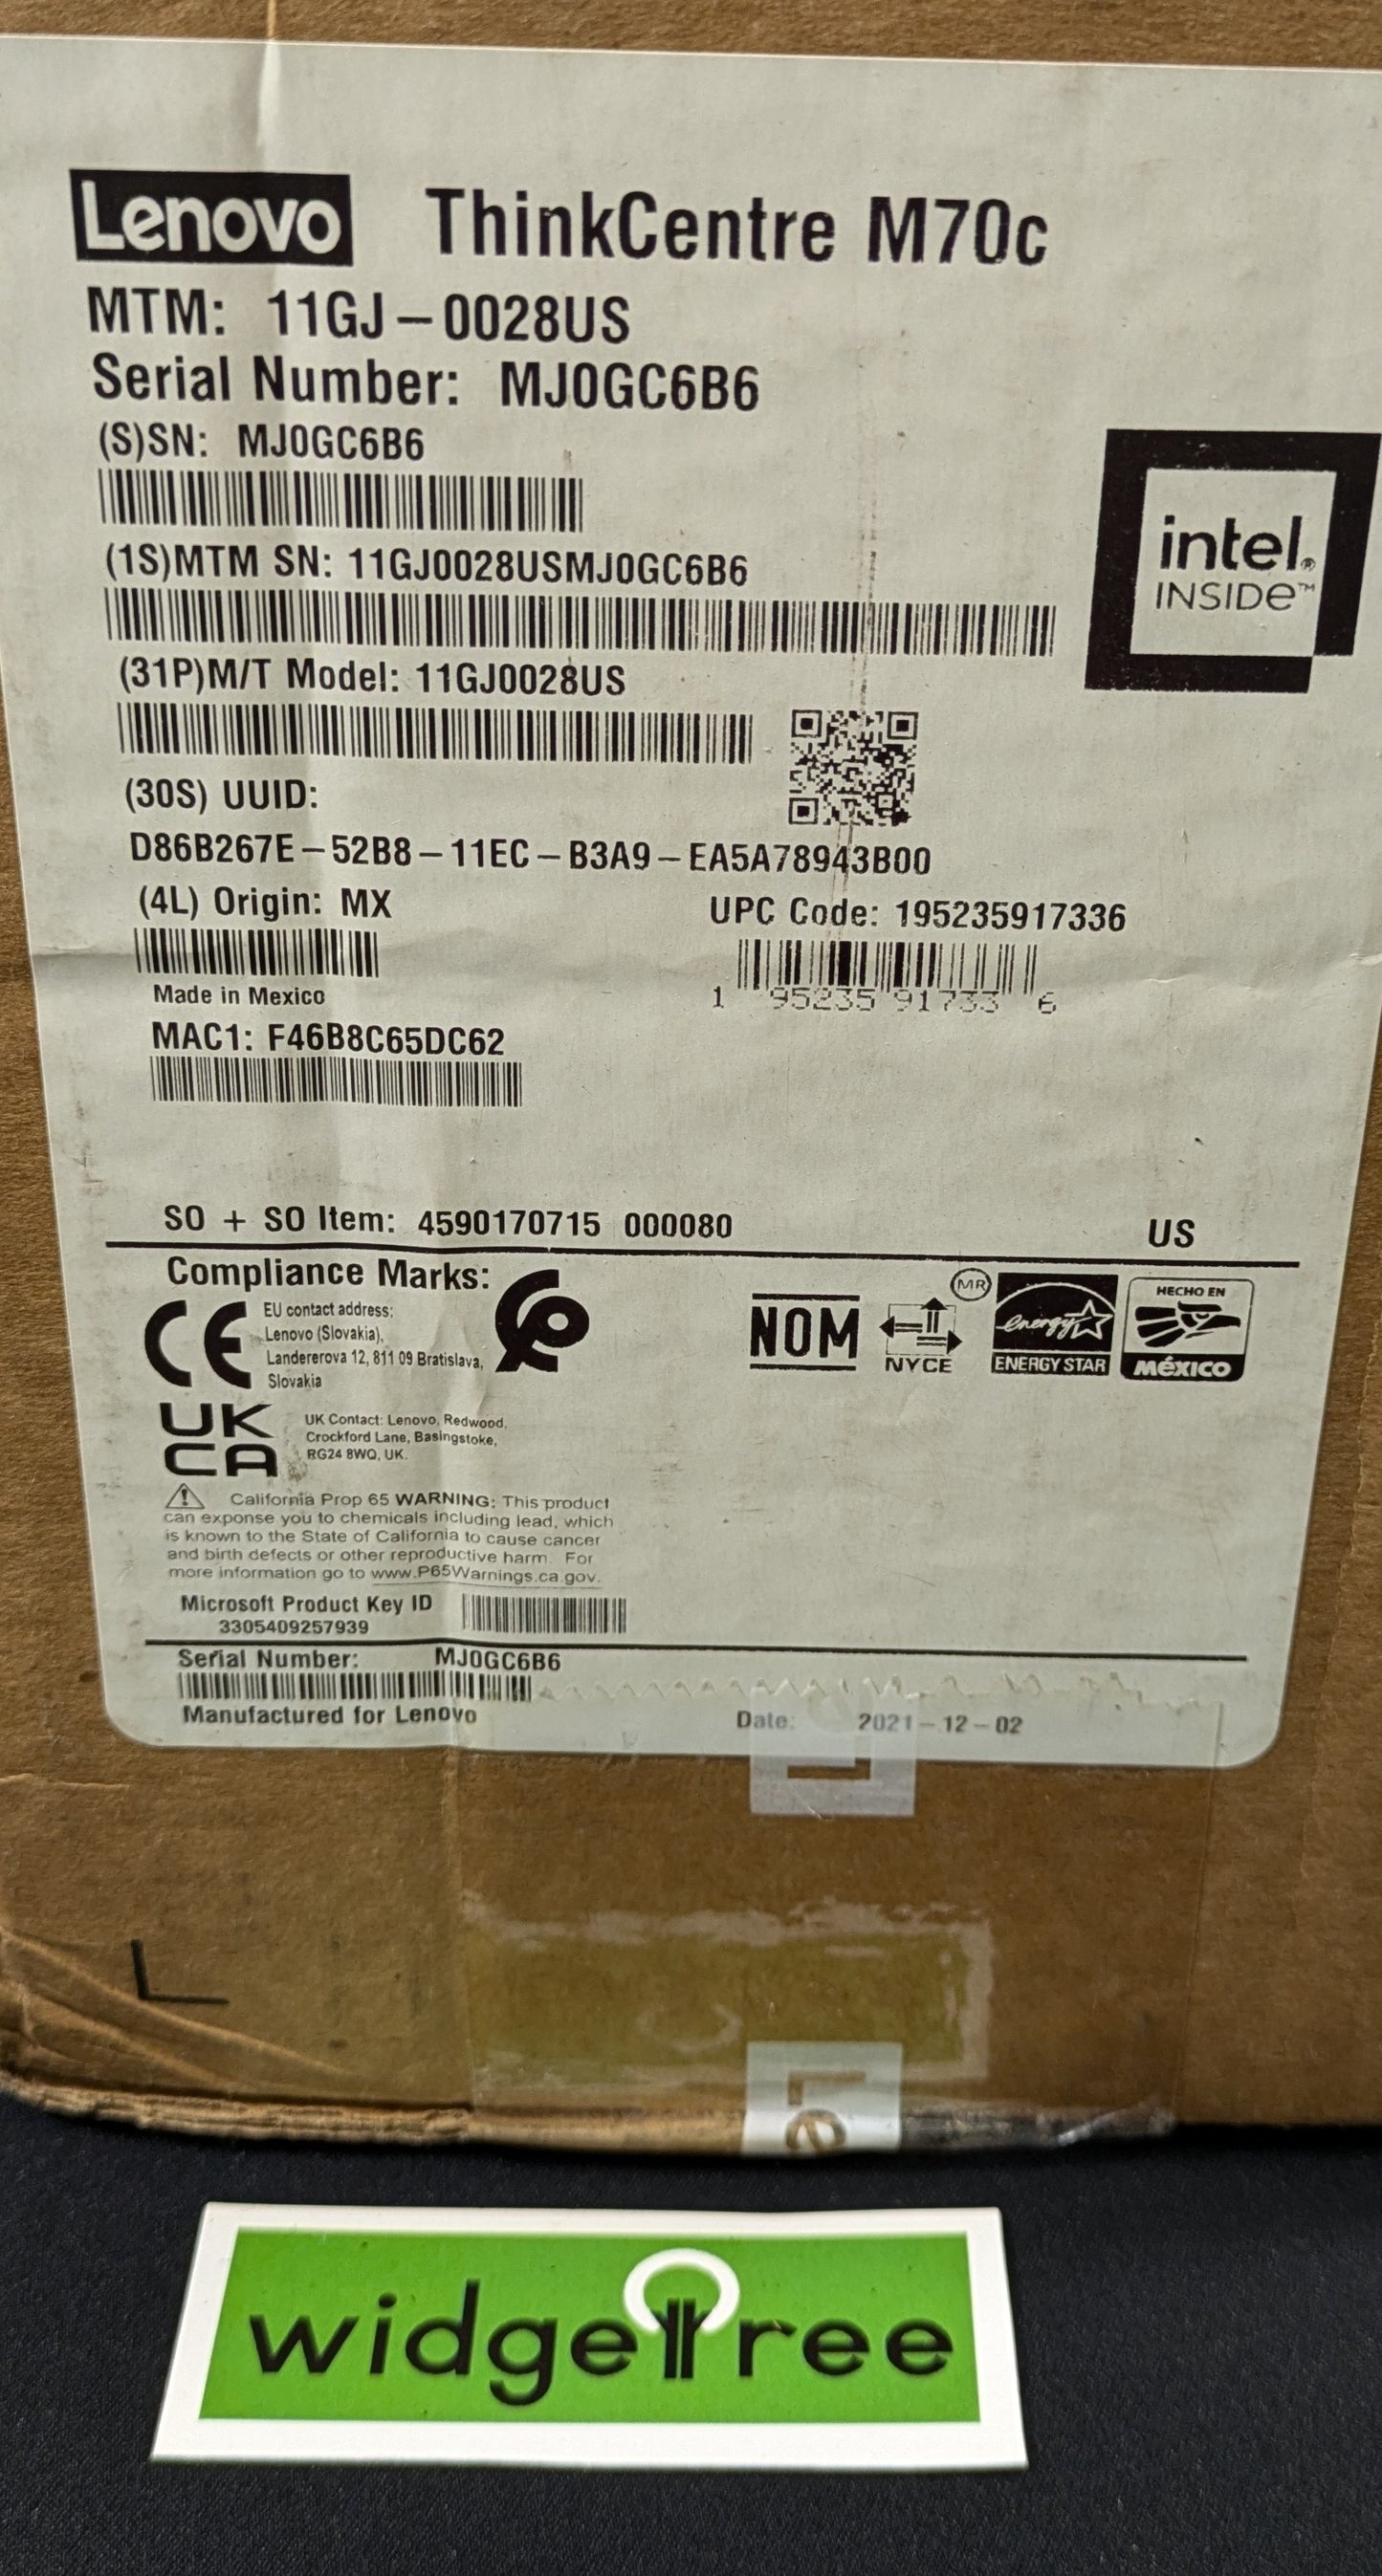 Lenovo ThinkCentre M70c
MTM: 11GJ-0028US
Serial Number: MJ0GC6B6
(S)SN: MJ0GC6B6
intel®
INSIDe™
(1S)MTM SN: 11GJ0028USMJ0GC6B6
(31P)M/T Model: 11GJ0028US
(30S) UUID:
D86B267E-52B8-11EC-B3A9-EA5A78943B00
(4L) Origin: MX
UPC Code: 195235917336
1 95235 91733 6
Made in Mexico
MAC1: F46B8C65DC62
SO + SO Item: 4590170715 000080
US
Compliance Marks:
CE
EU contact address:
Lenovo (Slovakia),
Landererova 12, 811 09 Bratislava,
Slovakia
NOM
MR
NYCE
energy
ENERGY STAR
HECHO EN
MÉXICO
UK
CA
UK Contact: Lenovo, Redwood,
Crockford Lane, Basingstoke,
RG24 8WQ, UK.
California Prop 65 WARNING: This product
can exponse you to chemicals including lead, which
is known to the State of California to cause cancer
and birth defects or other reproductive harm. For
more information go to www.P65Warnings.ca.gov.
Microsoft Product Key ID
3305409257939
Serial Number: MJ0GC6B6
Manufactured for Lenovo
Date: 2021-12-02
Le
widgeTree